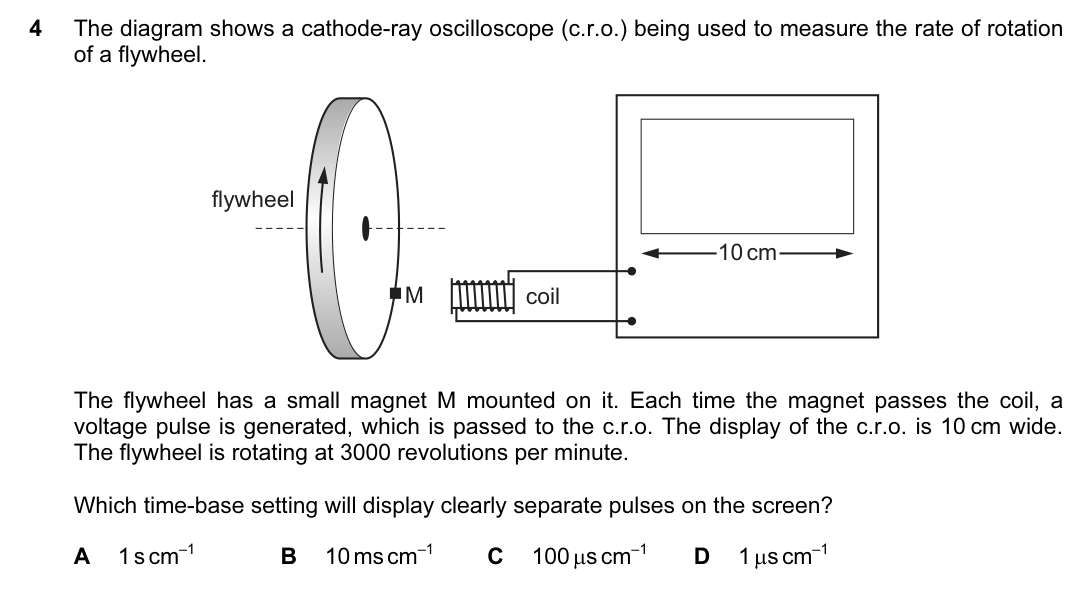 4 The diagram shows a cathode-ray oscilloscope (c.r.o.) being used to measure the rate of rotation
of a flywheel.
flywheel
10 cm
M
coil
The flywheel has a small magnet M mounted on it. Each time the magnet passes the coil, a
voltage pulse is generated, which is passed to the c.r.o. The display of the c.r.o. is 10 cm wide.
The flywheel is rotating at 3000 revolutions per minute.
Which time-base setting will display clearly separate pulses on the screen?
A 1 s cm⁻¹ B 10 ms cm⁻¹ C 100 μs cm⁻¹ D 1 μs cm⁻¹